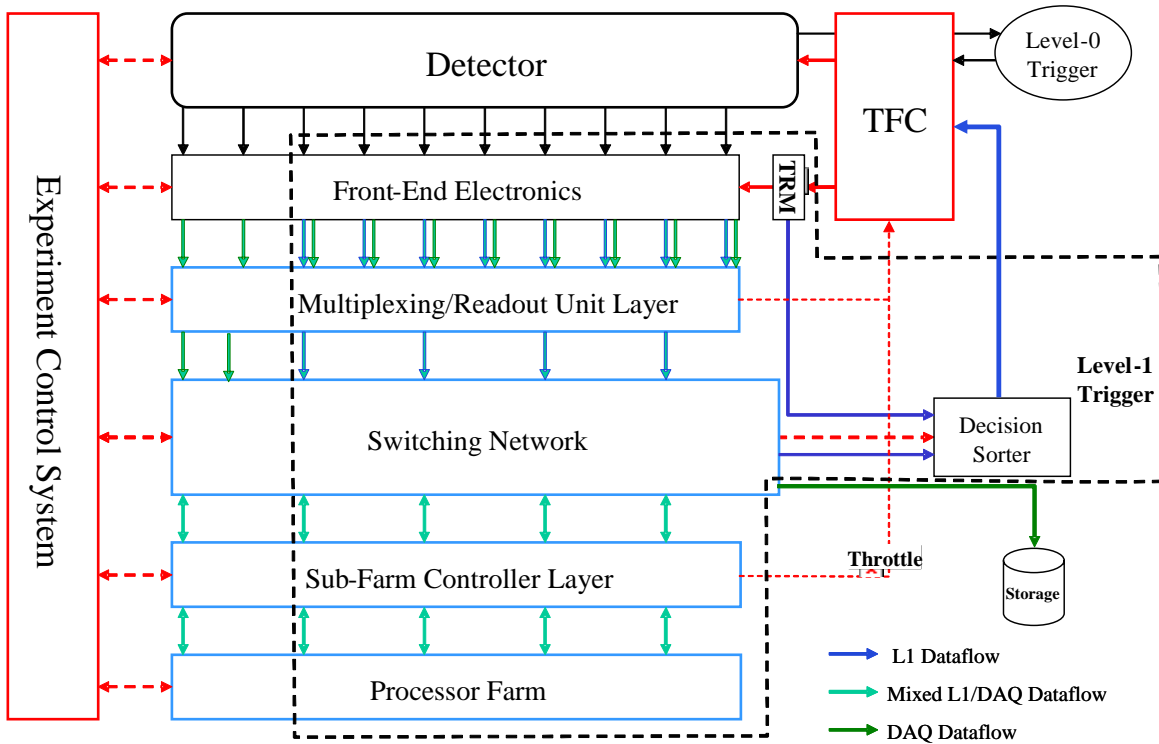 Detector
Level-0
Trigger
TFC
Experiment Control System
Front-End Electronics
TRM
Multiplexing/Readout Unit Layer
Level-1
Trigger
Switching Network
Decision
Sorter
Sub-Farm Controller Layer
Throttle
Storage
Processor Farm
L1 Dataflow
Mixed L1/DAQ Dataflow
DAQ Dataflow